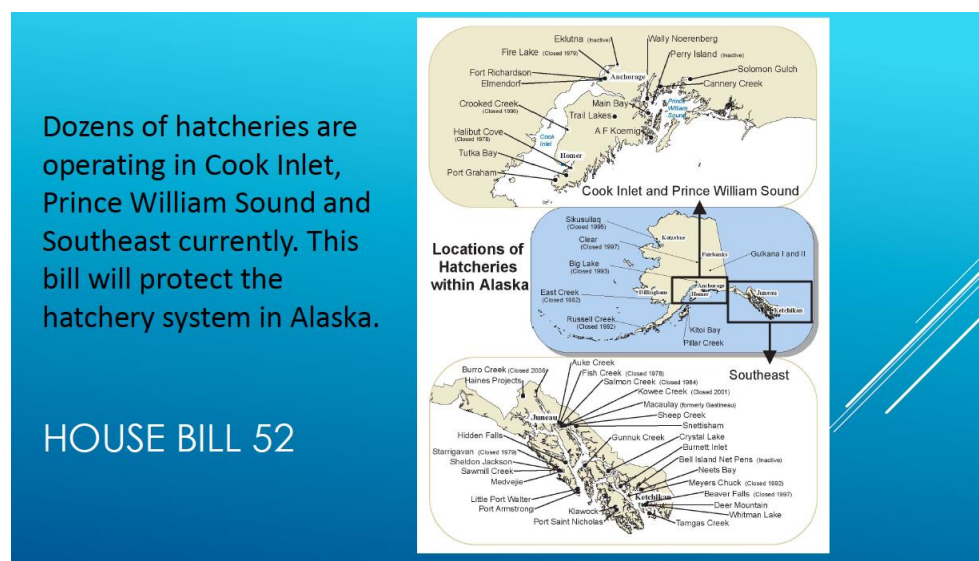 Dozens of hatcheries are
operating in Cook Inlet,
Prince William Sound and
Southeast currently. This
bill will protect the
hatchery system in Alaska.
HOUSE BILL 52
Eklutna (Inactive)
Wally Noerenberg
Fire Lake (Closed 1979)
Perry Island (Inactive)
Fort Richardson
Anchorage
Solomon Gulch
Elmendorf
Cannery Creek
Crooked Creek
(Closed 1996)
Main Bay
Prince
William
Sound
Trail Lakes
Halibut Cove
(Closed 1978)
Cook
Inlet
A F Koernig
Tutka Bay
Homer
Port Graham
Cook Inlet and Prince William Sound
Locations of
Hatcheries
within Alaska
Sikusuilaq
(Closed 1995)
Kotzebue
Clear
(Closed 1997)
Fairbanks
Gulkana I and II
Big Lake
(Closed 1993)
Anchorage
East Creek
(Closed 1982)
Dillingham
Homer
Juneau
Ketchikan
Russell Creek
(Closed 1992)
Kitoi Bay
Pillar Creek
Southeast
Auke Creek
Burro Creek (Closed 2008)
Fish Creek (Closed 1978)
Haines Projects
Salmon Creek (Closed 1984)
Kowee Creek (Closed 2001)
Macaulay (formerly Gastineau)
Juneau
Sheep Creek
Snettisham
Hidden Falls
Gunnuk Creek
Crystal Lake
Burnett Inlet
Starrigavan (Closed 1979)
Bell Island Net Pens (Inactive)
Sheldon Jackson
Neets Bay
Sawmill Creek
Meyers Chuck (Closed 1992)
Medvejie
Beaver Falls (Closed 1997)
Ketchikan
Little Port Walter
Deer Mountain
Port Armstrong
Klawock
Whitman Lake
Port Saint Nicholas
Tamgas Creek